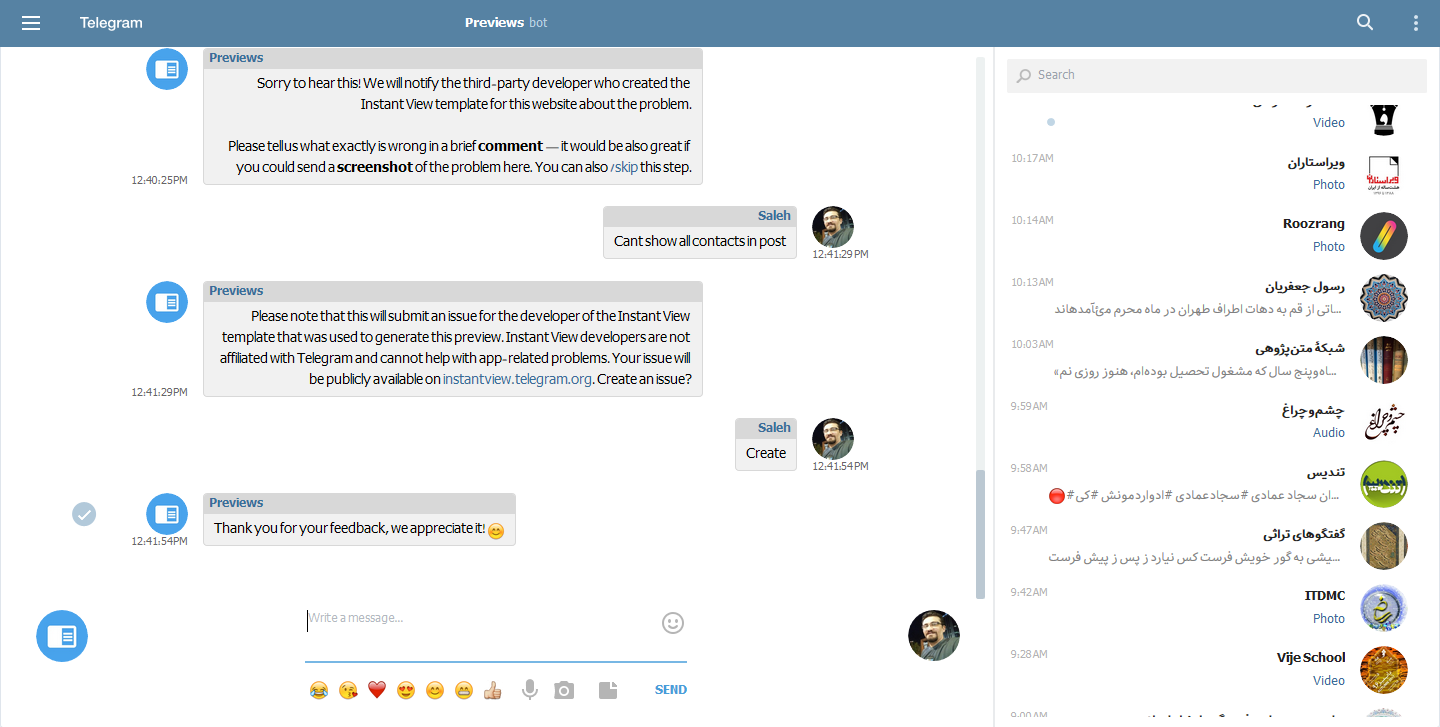 Telegram
Previews bot
Previews
Sorry to hear this! We will notify the third-party developer who created the
Instant View template for this website about the problem.
Please tell us what exactly is wrong in a brief comment — it would be also great if
you could send a screenshot of the problem here. You can also /skip this step.
12:40:25PM
Saleh
Cant show all contacts in post
12:41:29PM
Previews
Please note that this will submit an issue for the developer of the Instant View
template that was used to generate this preview. Instant View developers are not
affiliated with Telegram and cannot help with app-related problems. Your issue will
be publicly available on instantview.telegram.org. Create an issue?
12:41:29PM
Saleh
Create
12:41:54PM
Previews
Thank you for your feedback, we appreciate it! 😊
12:41:54PM
Write a message...
SEND
Search
Video
10:17AM
ویراستاران
Photo
10:14AM
Roozrang
Photo
10:13AM
رسول جعفریان
...اتی از قم به دهات اطراف طهران در ماه محرم می‌آمده‌اند
10:03AM
شبکهٔ متن‌پژوهی
...اه‌وپنج سال که مشغول تحصیل بوده‌ام، هنوز روزی نم»
9:59AM
چشم‌وچراغ
Audio
9:58AM
تندیس
...ان سجاد عمادی #سجادعمادی #ادواردمونش #کی#🔴
9:47AM
گفتگوهای تراثی
...یشی به گور خویش فرست کس نیارد ز پس ز پیش فرست
9:42AM
ITDMC
Photo
9:28AM
Vije School
Video
9:00AM